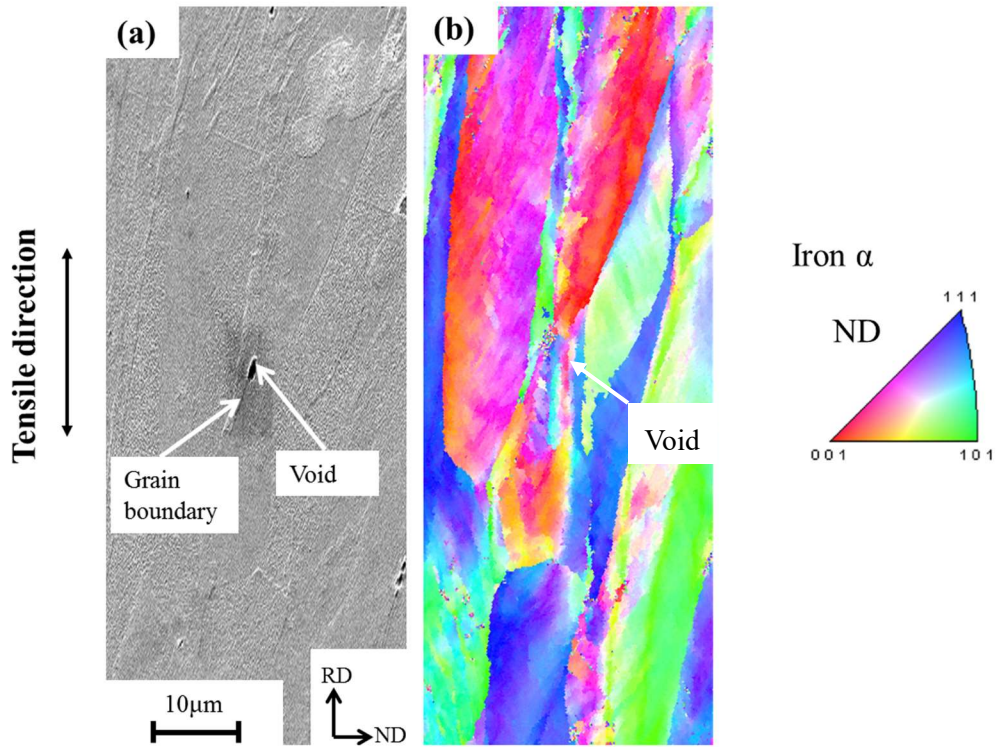 (a)
(b)
Tensile direction
Grain
boundary
Void
Void
10μm
RD
ND
Iron α
ND
111
001
101